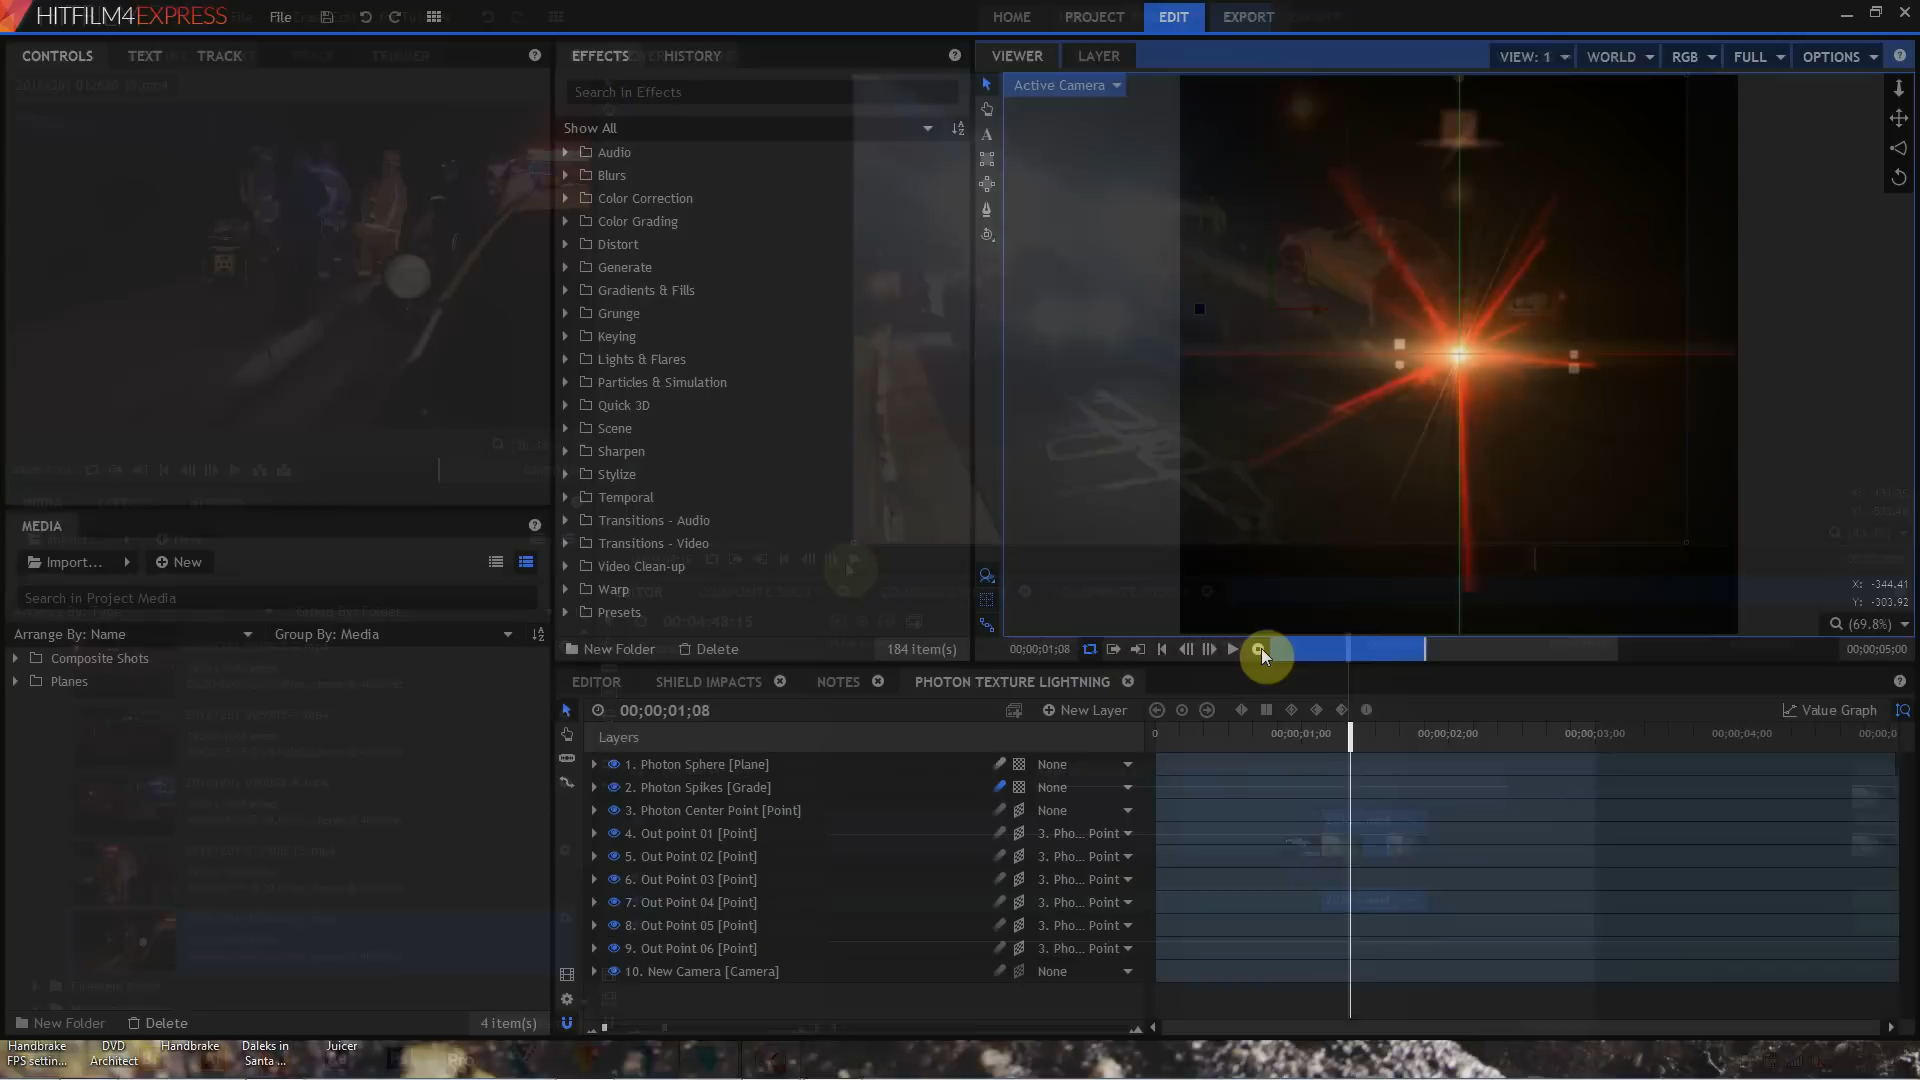 HITFILM4EXPRESS
File
HOME PROJECT EDIT EXPORT
CONTROLS TEXT TRACK
EFFECTS HISTORY
VIEWER LAYER
VIEW: 1 WORLD RGB FULL OPTIONS
Search In Effects
Active Camera
Show All
Audio
Blurs
Color Correction
Color Grading
Distort
Generate
Gradients & Fills
Grunge
Keying
Lights & Flares
Particles & Simulation
Quick 3D
Scene
Sharpen
Stylize
Temporal
Transitions - Audio
Transitions - Video
Video Clean-up
Warp
Presets
New Folder Delete 184 item(s)
MEDIA
Import... New
Search in Project Media
Arrange By: Name Group By: Media
Composite Shots
Planes
New Folder Delete 4 item(s)
X: -344.41
Y: -303.92
(69.8%)
00;00;01;08 00;00;05;00
EDITOR SHIELD IMPACTS NOTES PHOTON TEXTURE LIGHTNING
00;00;01;08 New Layer Value Graph
Layers
0 00;00;01;00 00;00;02;00 00;00;03;00 00;00;04;00 00;00;0
1. Photon Sphere [Plane] None
2. Photon Spikes [Grade] None
3. Photon Center Point [Point] None
4. Out point 01 [Point] 3. Pho... Point
5. Out Point 02 [Point] 3. Pho... Point
6. Out Point 03 [Point] 3. Pho... Point
7. Out Point 04 [Point] 3. Pho... Point
8. Out Point 05 [Point] 3. Pho... Point
9. Out Point 06 [Point] 3. Pho... Point
10. New Camera [Camera] None
Handbrake FPS settin...
DVD Architect
Handbrake
Daleks in Santa ...
Juicer